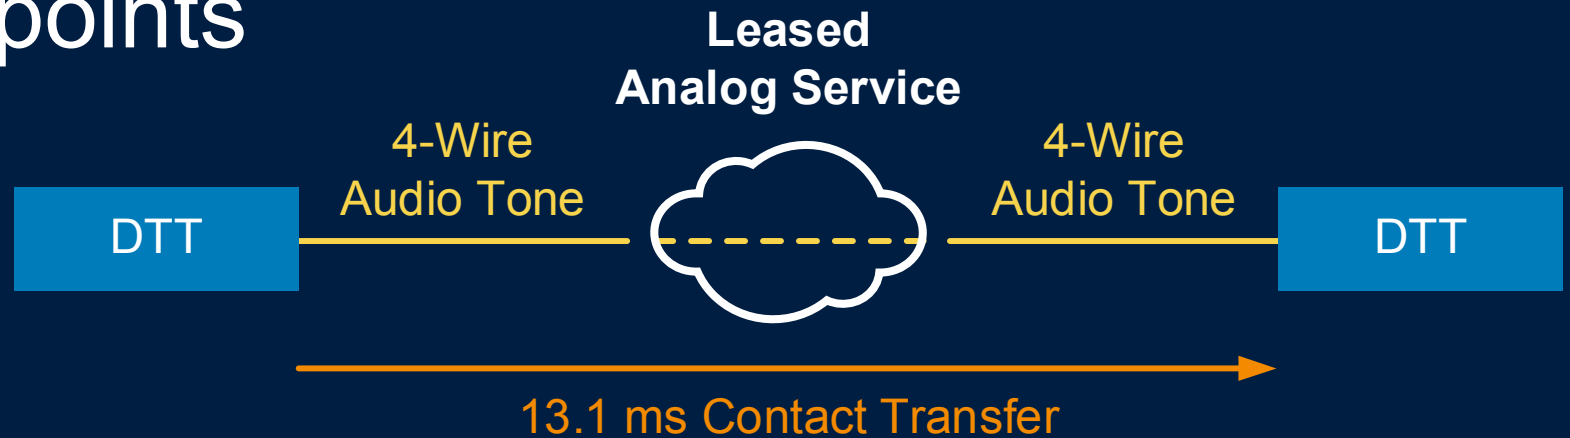 points
Leased
Analog Service
4-Wire
Audio Tone
4-Wire
Audio Tone
DTT
DTT
13.1 ms Contact Transfer